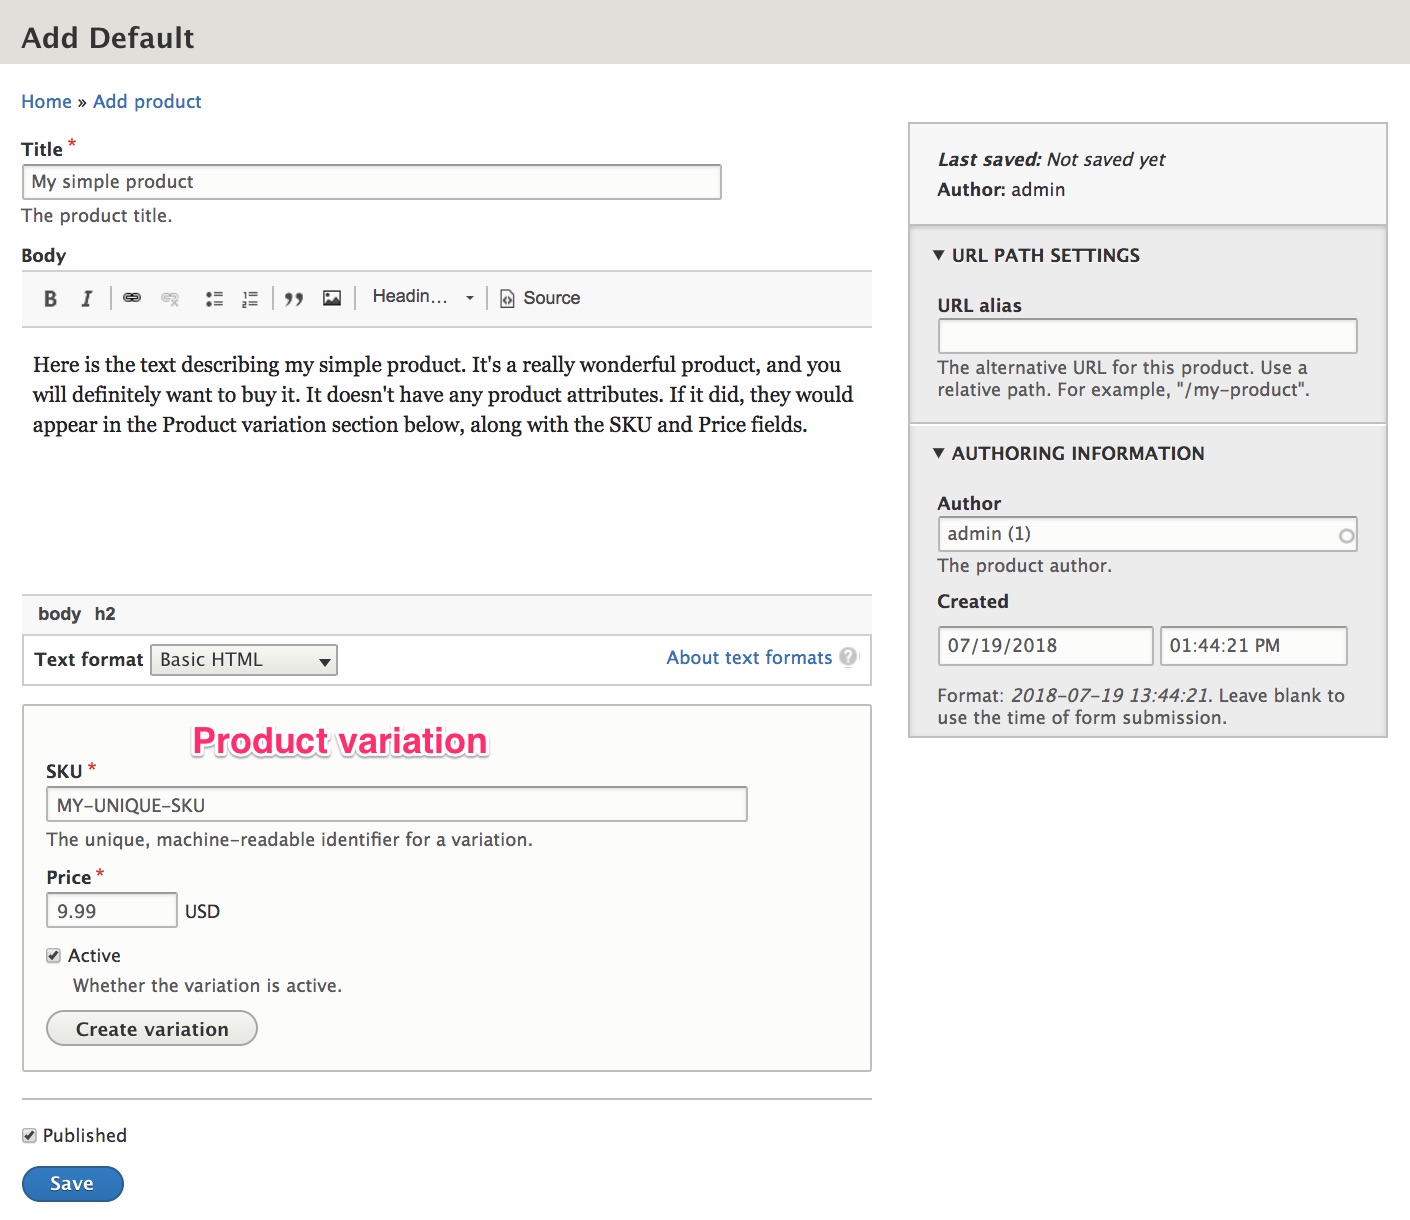 Add Default
Home » Add product
Title *
My simple product
The product title.
Body
B I Headin... Source
Here is the text describing my simple product. It's a really wonderful product, and you
will definitely want to buy it. It doesn't have any product attributes. If it did, they would
appear in the Product variation section below, along with the SKU and Price fields.
body h2
Text format Basic HTML About text formats ?
Product variation
SKU *
MY-UNIQUE-SKU
The unique, machine-readable identifier for a variation.
Price *
9.99 USD
Active
Whether the variation is active.
Create variation
Published
Save
Last saved: Not saved yet
Author: admin
URL PATH SETTINGS
URL alias
The alternative URL for this product. Use a
relative path. For example, "/my-product".
AUTHORING INFORMATION
Author
admin (1)
The product author.
Created
07/19/2018 01:44:21 PM
Format: 2018-07-19 13:44:21. Leave blank to
use the time of form submission.